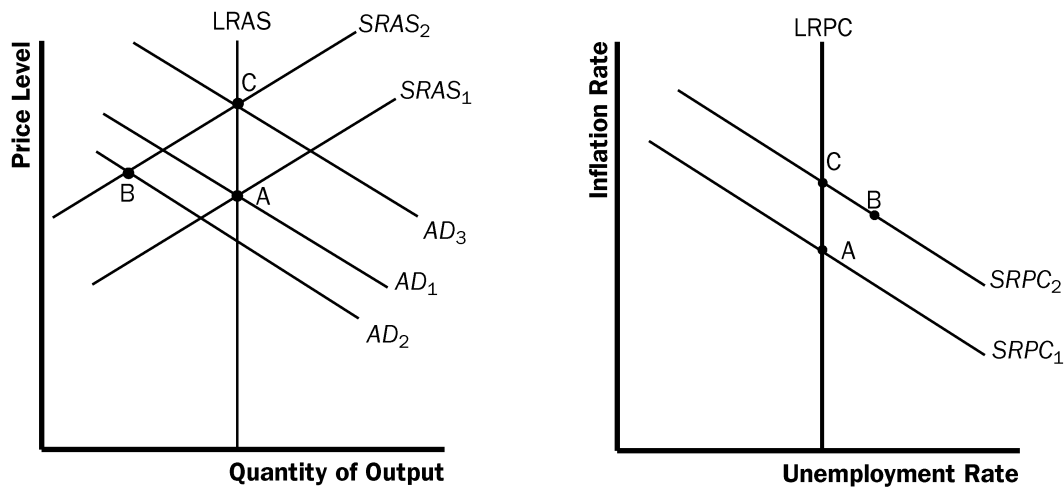 LRAS
SRAS₂
C
SRAS₁
Price Level
B
A
AD₃
AD₁
AD₂
Quantity of Output
LRPC
Inflation Rate
C
B
A
SRPC₂
SRPC₁
Unemployment Rate